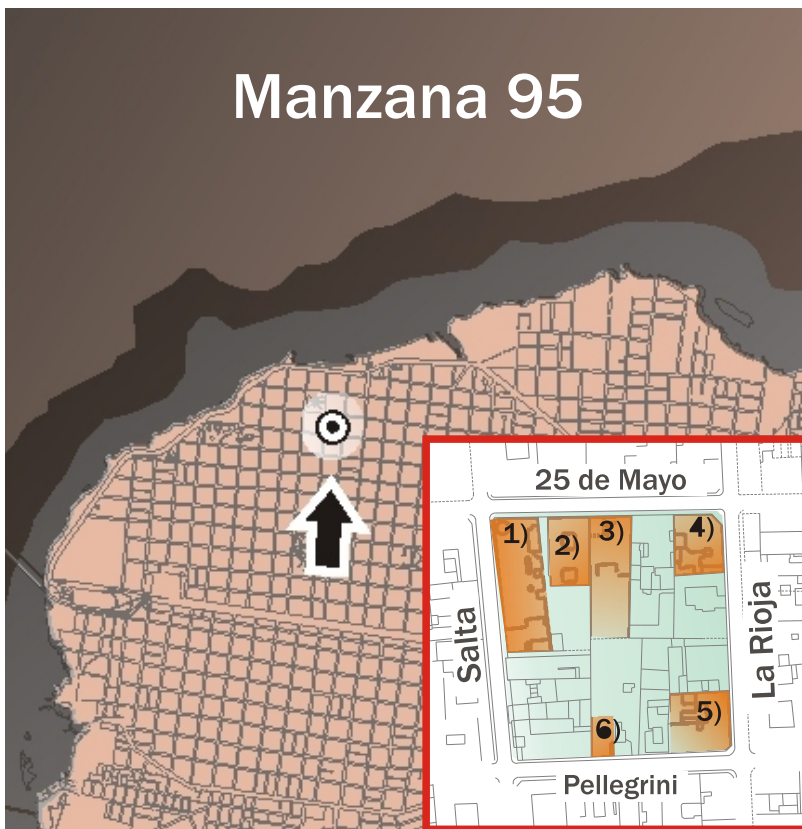 Manzana 95
25 de Mayo
1)
2)
3)
4)
Salta
La Rioja
5)
6)
Pellegrini